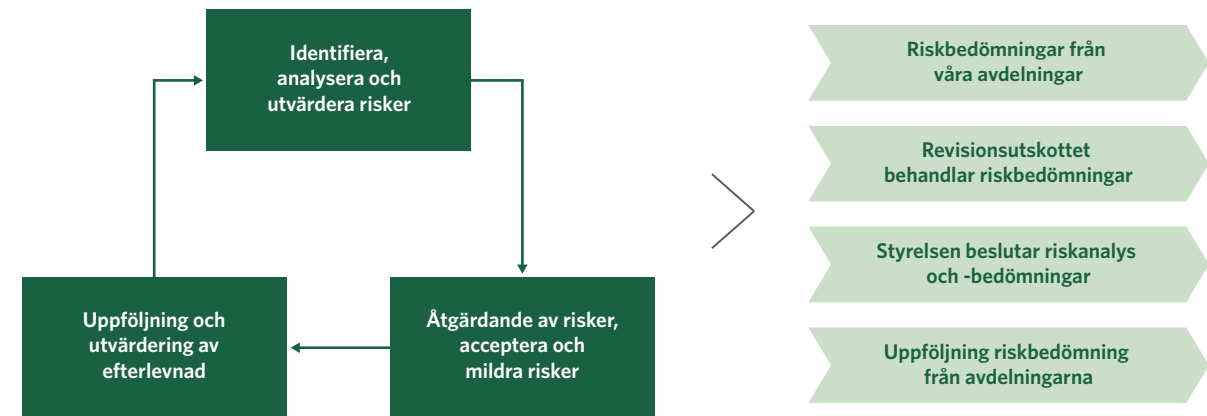 Identifiera,
analysera och
utvärdera risker
Åtgärdande av risker,
acceptera och
mildra risker
Uppföljning och
utvärdering av
efterlevnad
Riskbedömningar från
våra avdelningar
Revisionsutskottet
behandlar riskbedömningar
Styrelsen beslutar riskanalys
och -bedömningar
Uppföljning riskbedömning
från avdelningarna